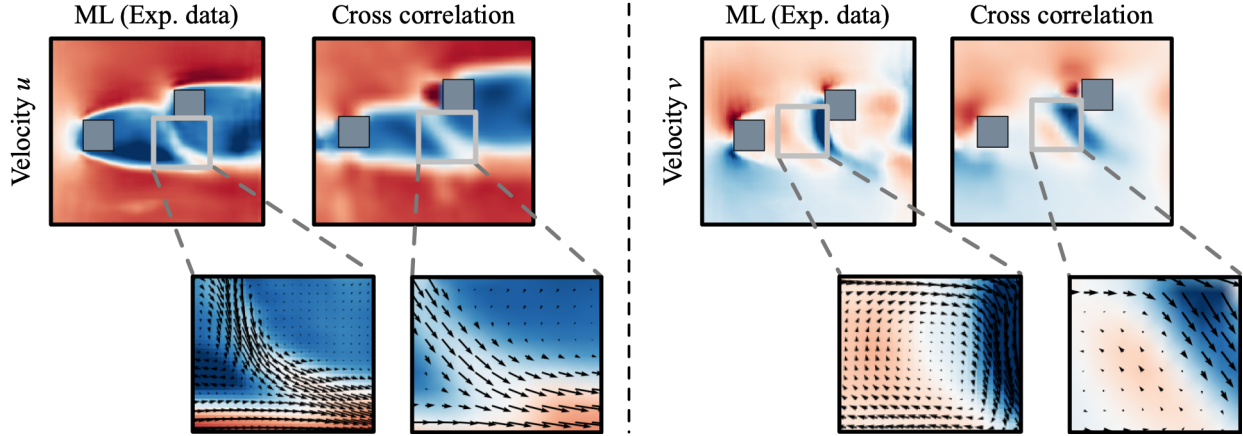 ML (Exp. data)
Cross correlation
Velocity u
ML (Exp. data)
Cross correlation
Velocity v